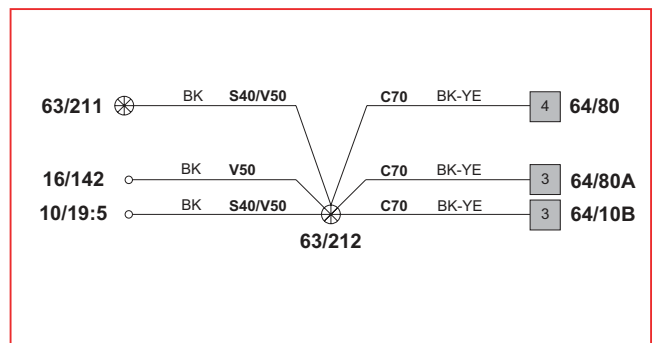 63/211 BK S40/V50 C70 BK-YE 4 64/80
16/142 BK V50 C70 BK-YE 3 64/80A
10/19:5 BK S40/V50 C70 BK-YE 3 64/10B
63/212